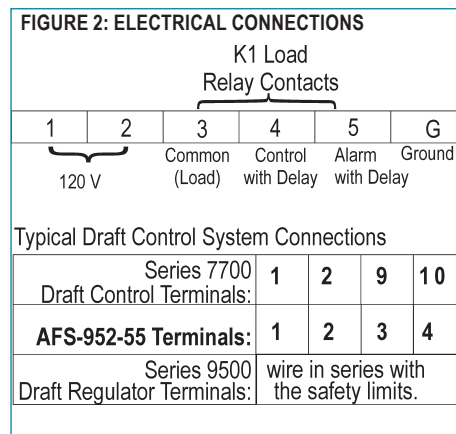 FIGURE 2: ELECTRICAL CONNECTIONS
K1 Load
Relay Contacts
1 2 3 4 5 G
120 V
Common
(Load)
Control
with Delay
Alarm
with Delay
Ground
Typical Draft Control System Connections
Series 7700
Draft Control Terminals: 1 2 9 10
AFS-952-55 Terminals: 1 2 3 4
Series 9500
Draft Regulator Terminals:
wire in series with
the safety limits.